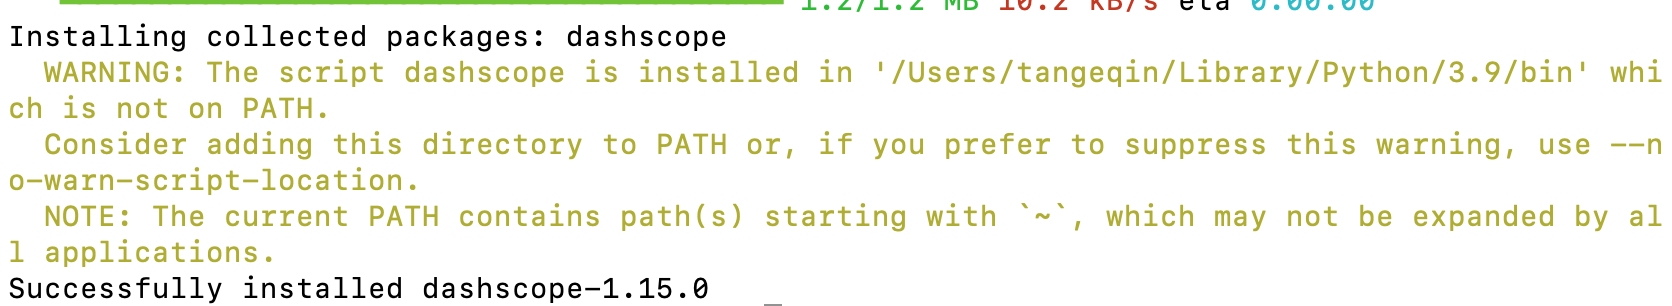 1.2/1.2 MB 10.2 kB/s eta 0:00:00
Installing collected packages: dashscope
  WARNING: The script dashscope is installed in '/Users/tangeqin/Library/Python/3.9/bin' whi
ch is not on PATH.
  Consider adding this directory to PATH or, if you prefer to suppress this warning, use --n
o-warn-script-location.
  NOTE: The current PATH contains path(s) starting with `~`, which may not be expanded by al
l applications.
Successfully installed dashscope-1.15.0